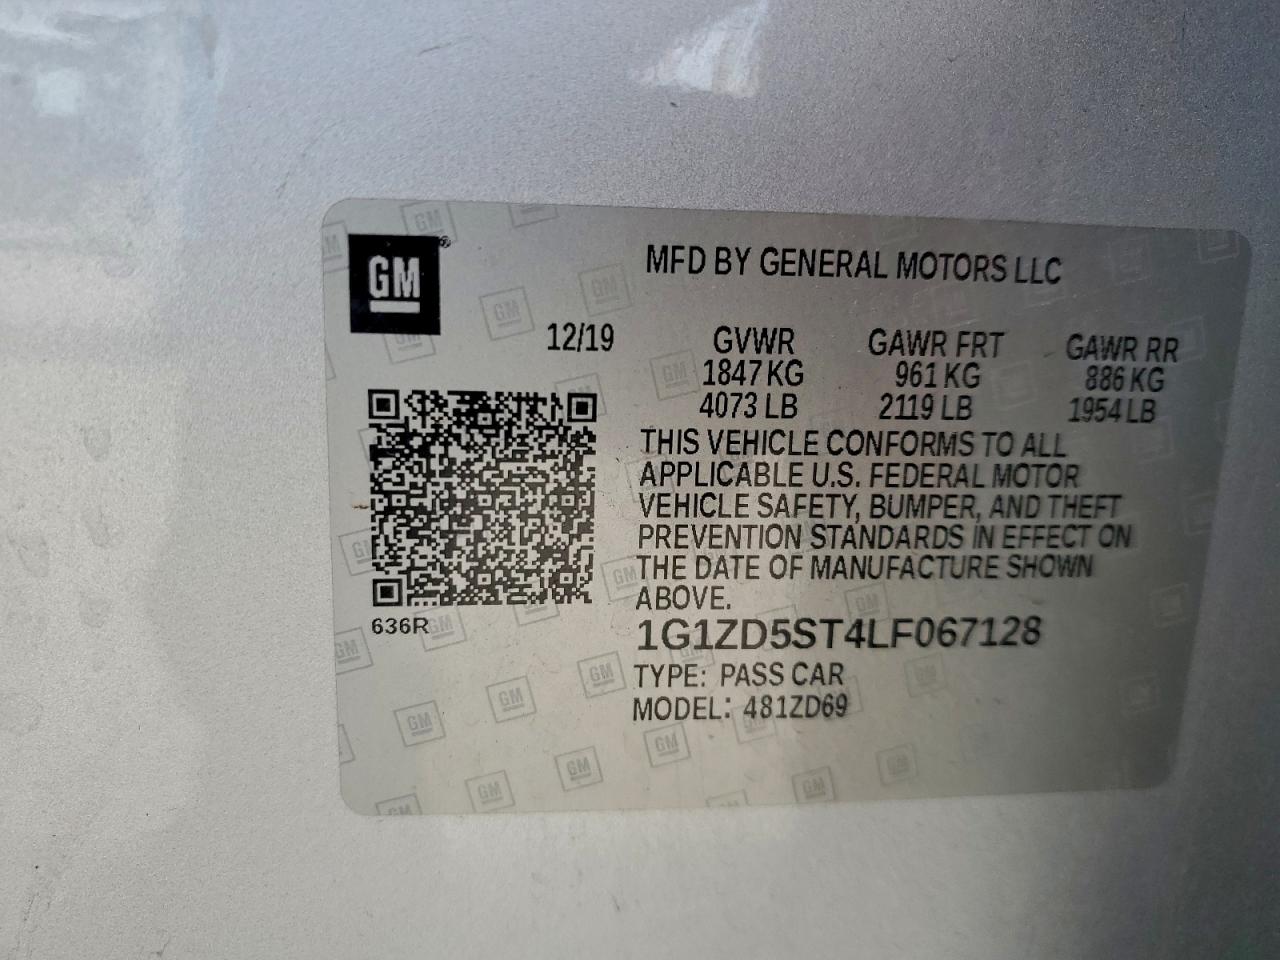 GM®
MFD BY GENERAL MOTORS LLC
12/19 GVWR GAWR FRT GAWR RR
1847 KG 961 KG 886 KG
4073 LB 2119 LB 1954 LB
THIS VEHICLE CONFORMS TO ALL
APPLICABLE U.S. FEDERAL MOTOR
VEHICLE SAFETY, BUMPER, AND THEFT
PREVENTION STANDARDS IN EFFECT ON
THE DATE OF MANUFACTURE SHOWN
ABOVE.
636R
1G1ZD5ST4LF067128
TYPE: PASS CAR
MODEL: 481ZD69